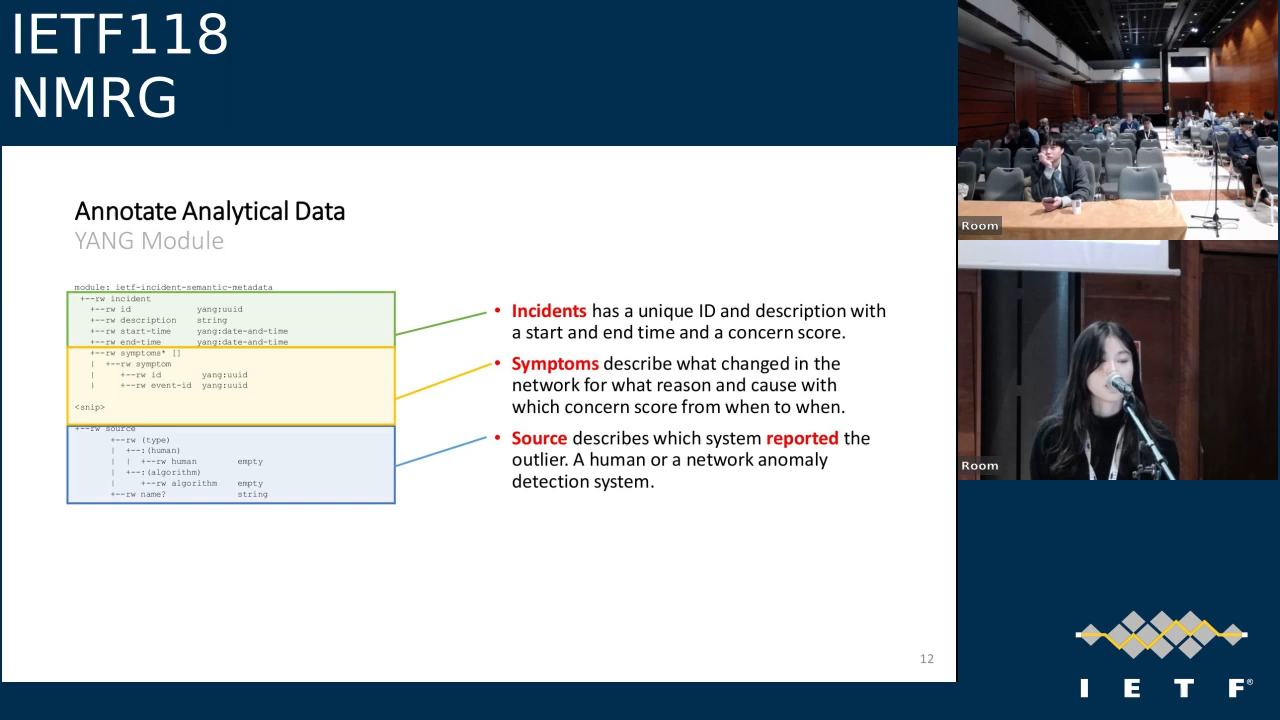 IETF118
NMRG
Annotate Analytical Data
YANG Module
module: ietf-incident-semantic-metadata
+--rw incident
+--rw id yang:uuid
+--rw description string
+--rw start-time yang:date-and-time
+--rw end-time yang:date-and-time
+--rw symptoms* []
| +--rw symptom
| +--rw id yang:uuid
| +--rw event-id yang:uuid
<snip>
+--rw source
+--rw (type)
| +--:(human)
| | +--rw human empty
| +--:(algorithm)
| +--rw algorithm empty
+--rw name? string
• Incidents has a unique ID and description with
a start and end time and a concern score.
• Symptoms describe what changed in the
network for what reason and cause with
which concern score from when to when.
• Source describes which system reported the
outlier. A human or a network anomaly
detection system.
12
Room
Room
I E T F®